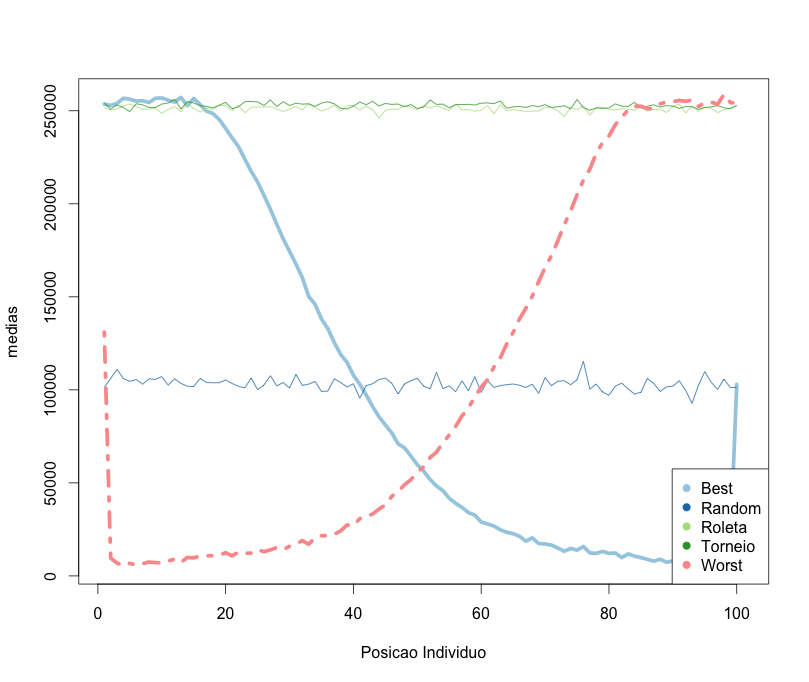 250000
200000
150000
100000
50000
0
medias
0 20 40 60 80 100
Posicao Individuo
Best
Random
Roleta
Torneio
Worst